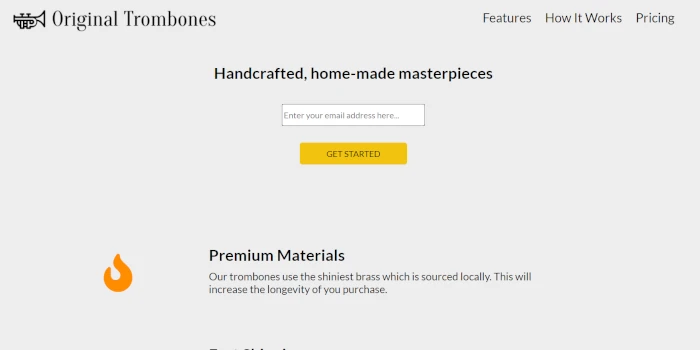 Original Trombones
Features How It Works Pricing
Handcrafted, home-made masterpieces
Enter your email address here...
GET STARTED
Premium Materials
Our trombones use the shiniest brass which is sourced locally. This will
increase the longevity of you purchase.